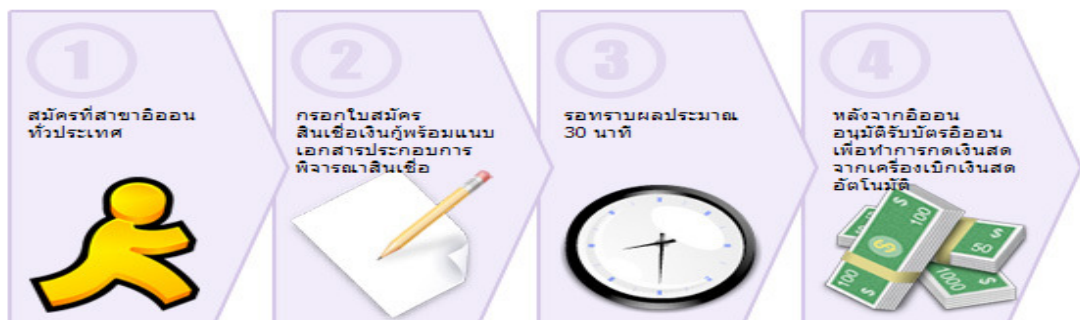 1
สมัครที่สาขาอิออน
ทั่วประเทศ
2
กรอกใบสมัคร
สินเชื่อเงินกู้พร้อมแนบ
เอกสารประกอบการ
พิจารณาสินเชื่อ
3
รอทราบผลประมาณ
30 นาที
4
หลังจากอิออน
อนุมัติรับบัตรอิออน
เพื่อทำการกดเงินสด
จากเครื่องเบิกเงินสด
อัตโนมัติ
$ 100
$
$
50
100
$
1000
$